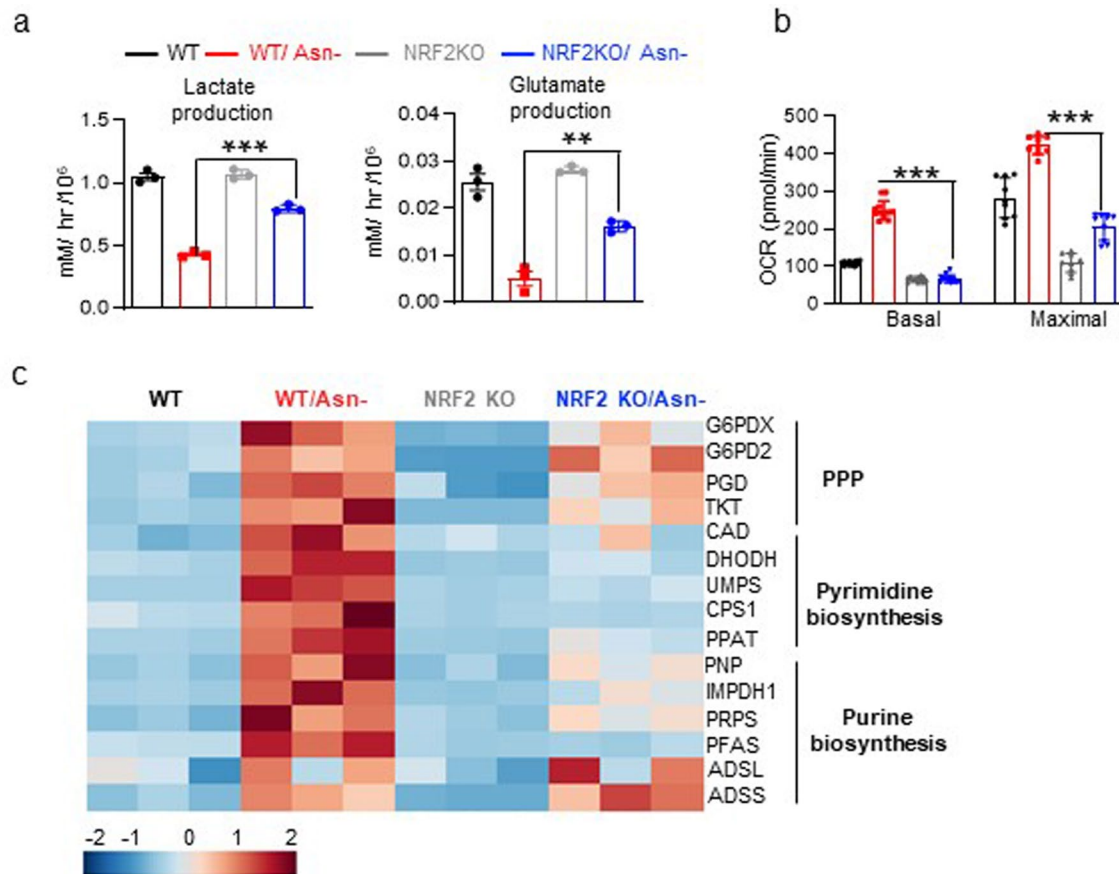 a
b
WT WT/ Asn- NRF2KO NRF2KO/ Asn-
Lactate
production
Glutamate
production
1.5
1.0
0.5
0.0
mM/ hr /10⁶
***
0.04
0.03
0.02
0.01
0.00
mM/ hr /10⁶
**
500
400
300
200
100
0
OCR (pmol/min)
***
***
Basal Maximal
c
WT WT/Asn- NRF2 KO NRF2 KO/Asn-
G6PDX
G6PD2
PGD
TKT
CAD
DHODH
UMPS
CPS1
PPAT
PNP
IMPDH1
PRPS
PFAS
ADSL
ADSS
PPP
Pyrimidine
biosynthesis
Purine
biosynthesis
-2 -1 0 1 2